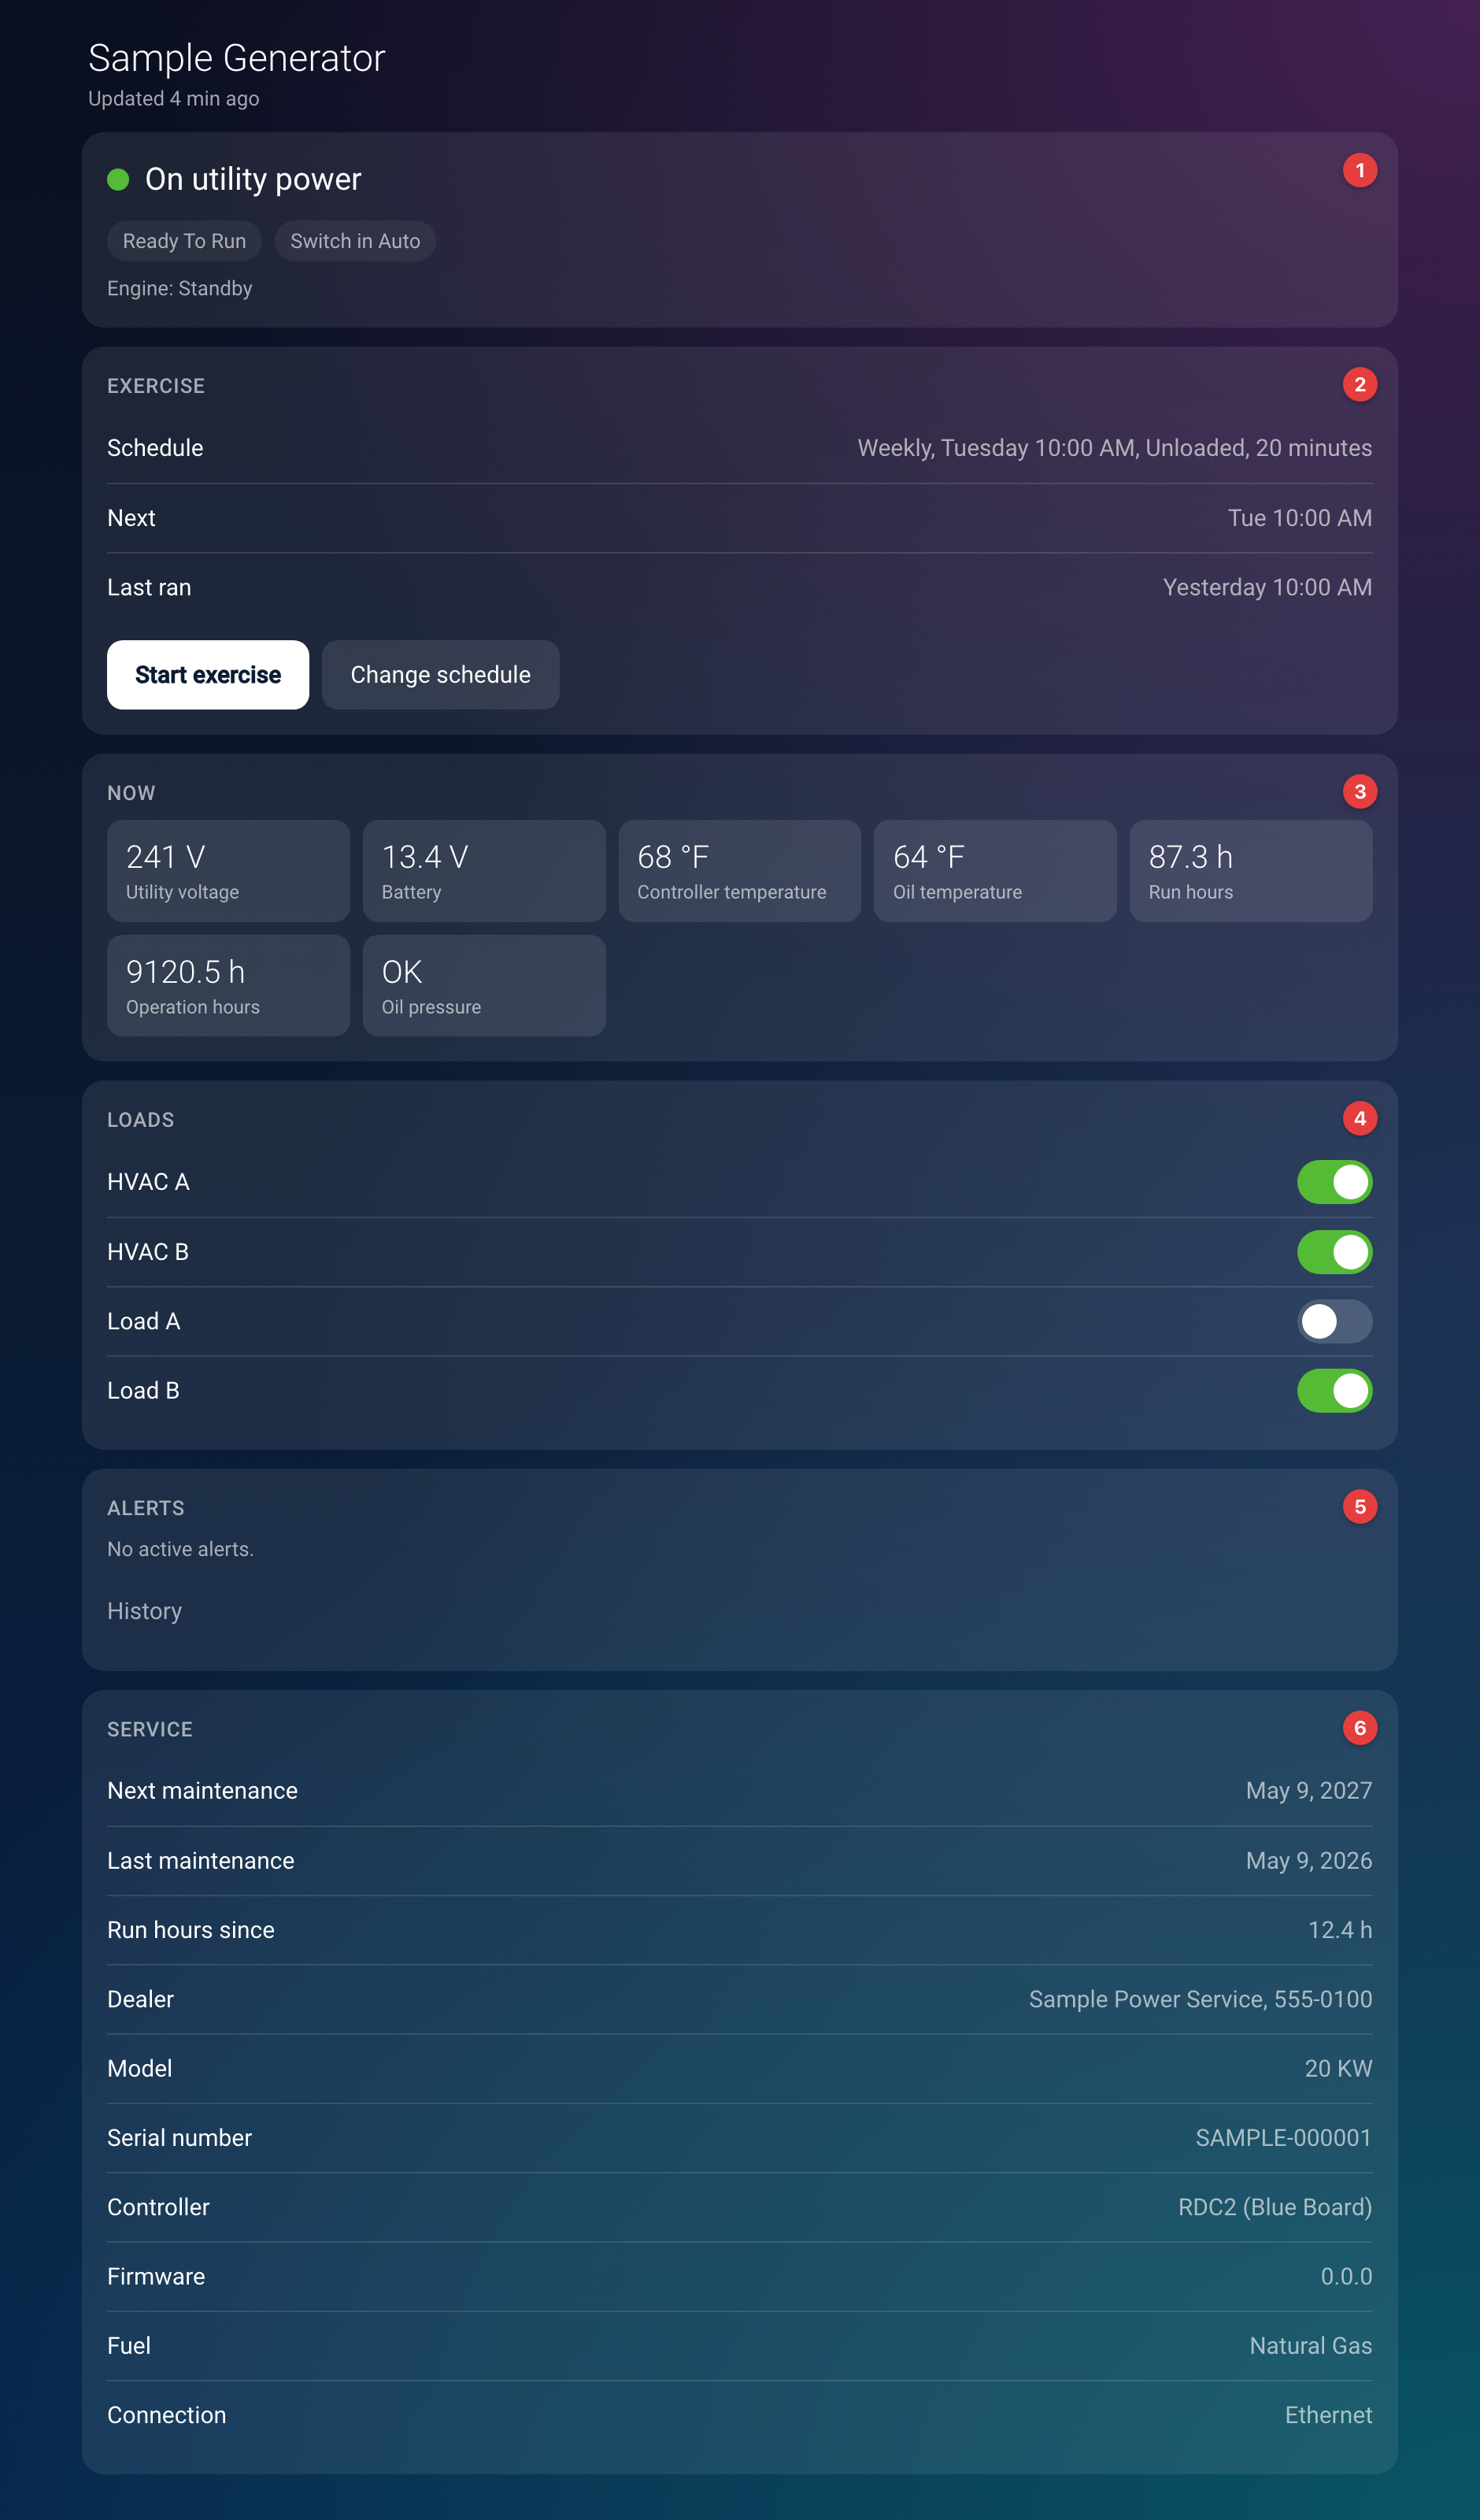 Sample Generator
Updated 4 min ago
On utility power
1
Ready To Run
Switch in Auto
Engine: Standby
EXERCISE
2
Schedule
Weekly, Tuesday 10:00 AM, Unloaded, 20 minutes
Next
Tue 10:00 AM
Last ran
Yesterday 10:00 AM
Start exercise
Change schedule
NOW
3
241 V
Utility voltage
13.4 V
Battery
68 °F
Controller temperature
64 °F
Oil temperature
87.3 h
Run hours
9120.5 h
Operation hours
OK
Oil pressure
LOADS
4
HVAC A
HVAC B
Load A
Load B
ALERTS
5
No active alerts.
History
SERVICE
6
Next maintenance
May 9, 2027
Last maintenance
May 9, 2026
Run hours since
12.4 h
Dealer
Sample Power Service, 555-0100
Model
20 KW
Serial number
SAMPLE-000001
Controller
RDC2 (Blue Board)
Firmware
0.0.0
Fuel
Natural Gas
Connection
Ethernet